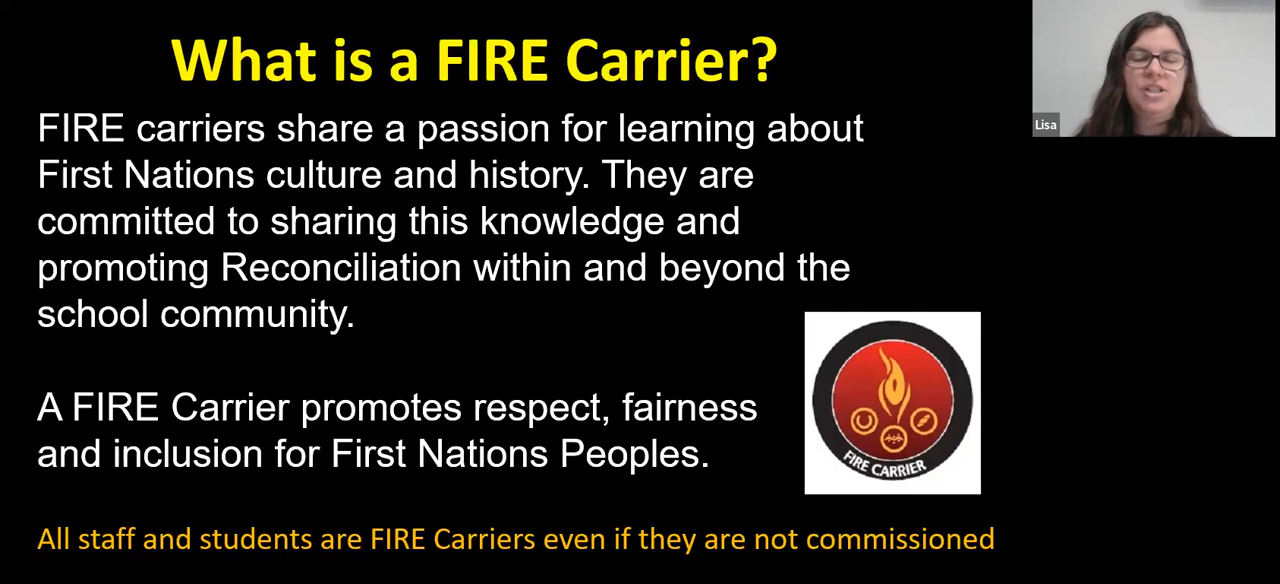 What is a FIRE Carrier?
FIRE carriers share a passion for learning about
First Nations culture and history. They are
committed to sharing this knowledge and
promoting Reconciliation within and beyond the
school community.
A FIRE Carrier promotes respect, fairness
and inclusion for First Nations Peoples.
All staff and students are FIRE Carriers even if they are not commissioned
FIRE CARRIER
Lisa